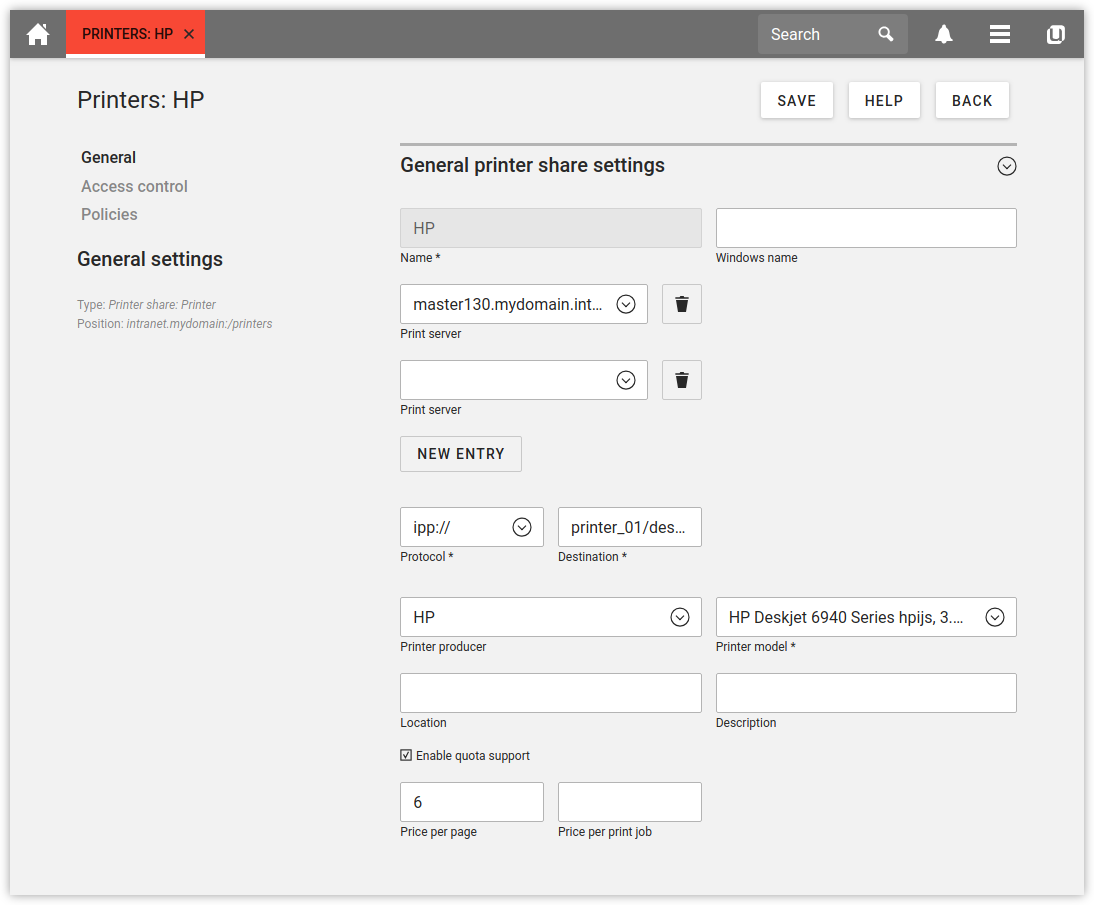 PRINTERS: HP
Search
Printers: HP
SAVE
HELP
BACK
General
Access control
Policies
General settings
Type: Printer share: Printer
Position: intranet.mydomain:/printers
General printer share settings
HP
Name *
Windows name
master130.mydomain.int...
Print server
Print server
NEW ENTRY
ipp://
Protocol *
printer_01/des...
Destination *
HP
Printer producer
HP Deskjet 6940 Series hpijs, 3....
Printer model *
Location
Description
Enable quota support
6
Price per page
Price per print job